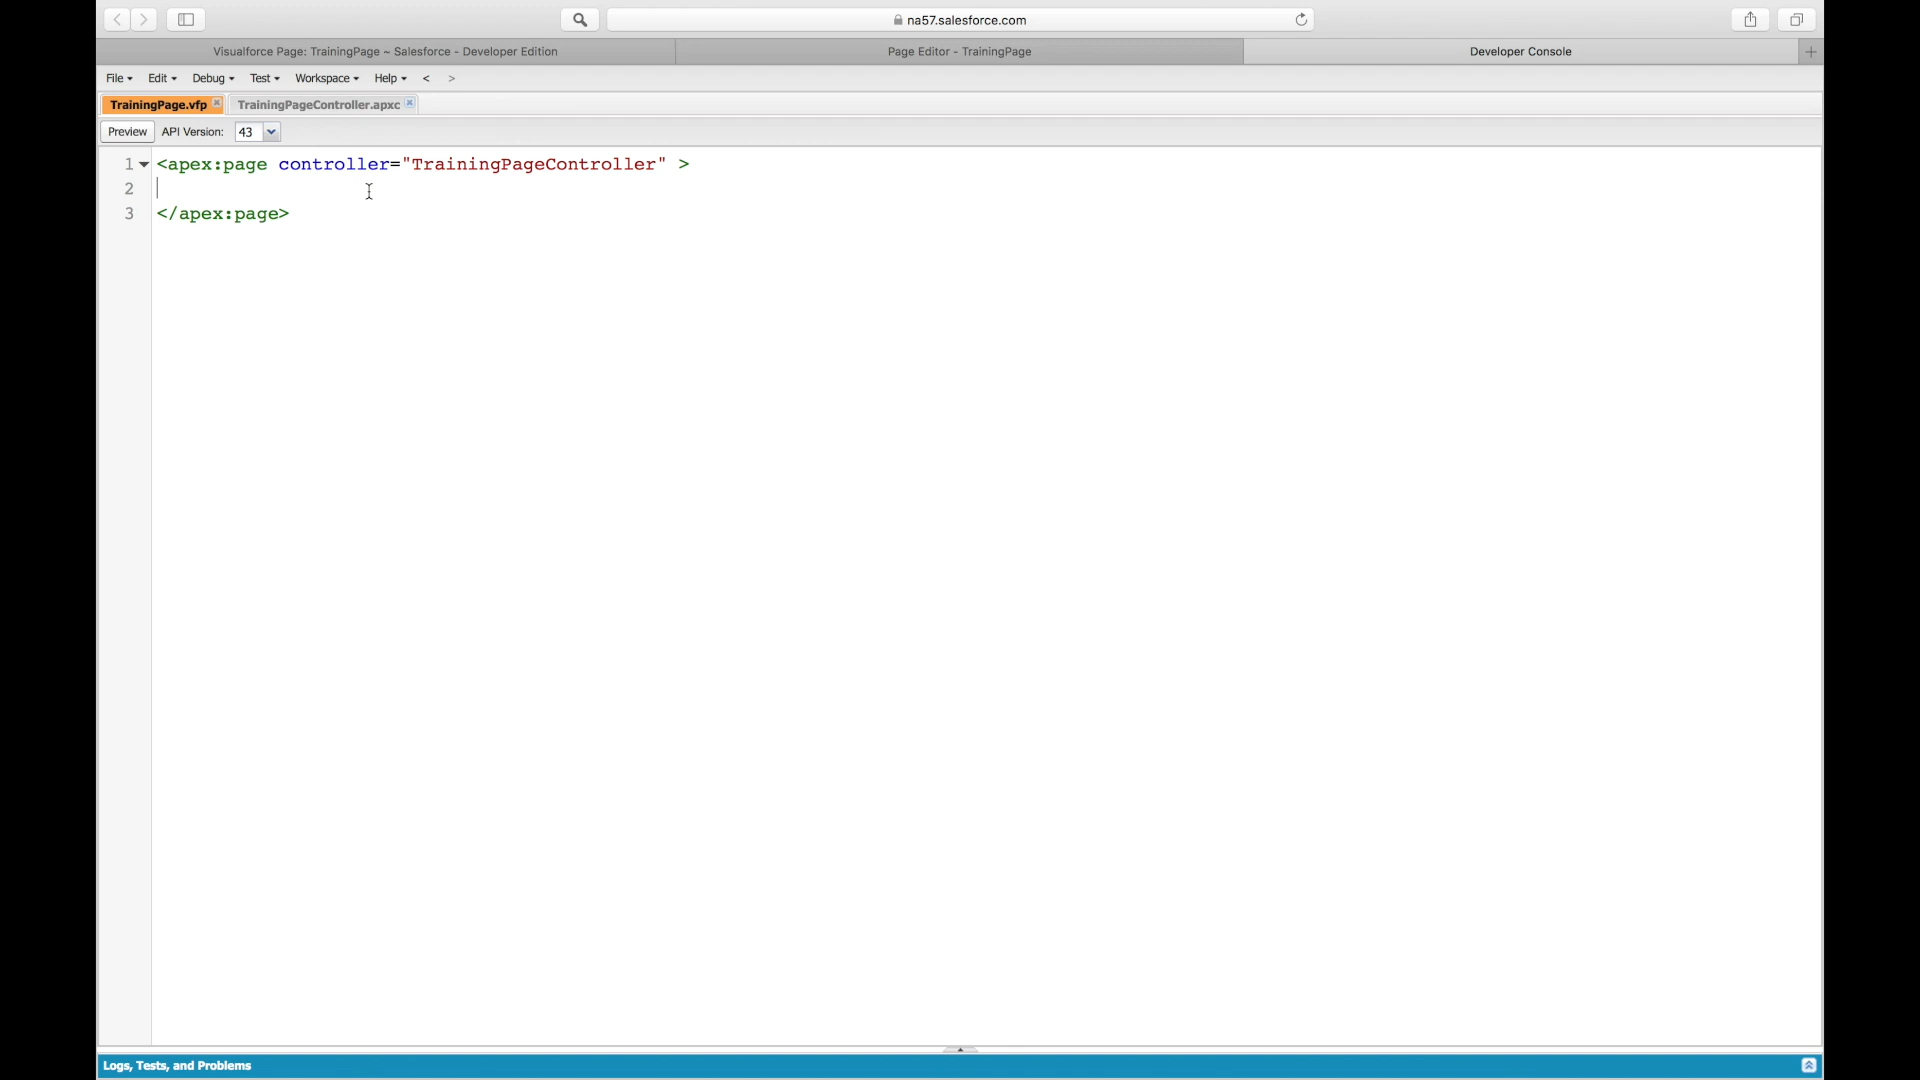 na57.salesforce.com
Visualforce Page: TrainingPage ~ Salesforce - Developer Edition
Page Editor - TrainingPage
Developer Console
File Edit Debug Test Workspace Help < >
TrainingPage.vfp TrainingPageController.apxc
Preview API Version: 43
1 <apex:page controller="TrainingPageController" >
2
3 </apex:page>
Logs, Tests, and Problems